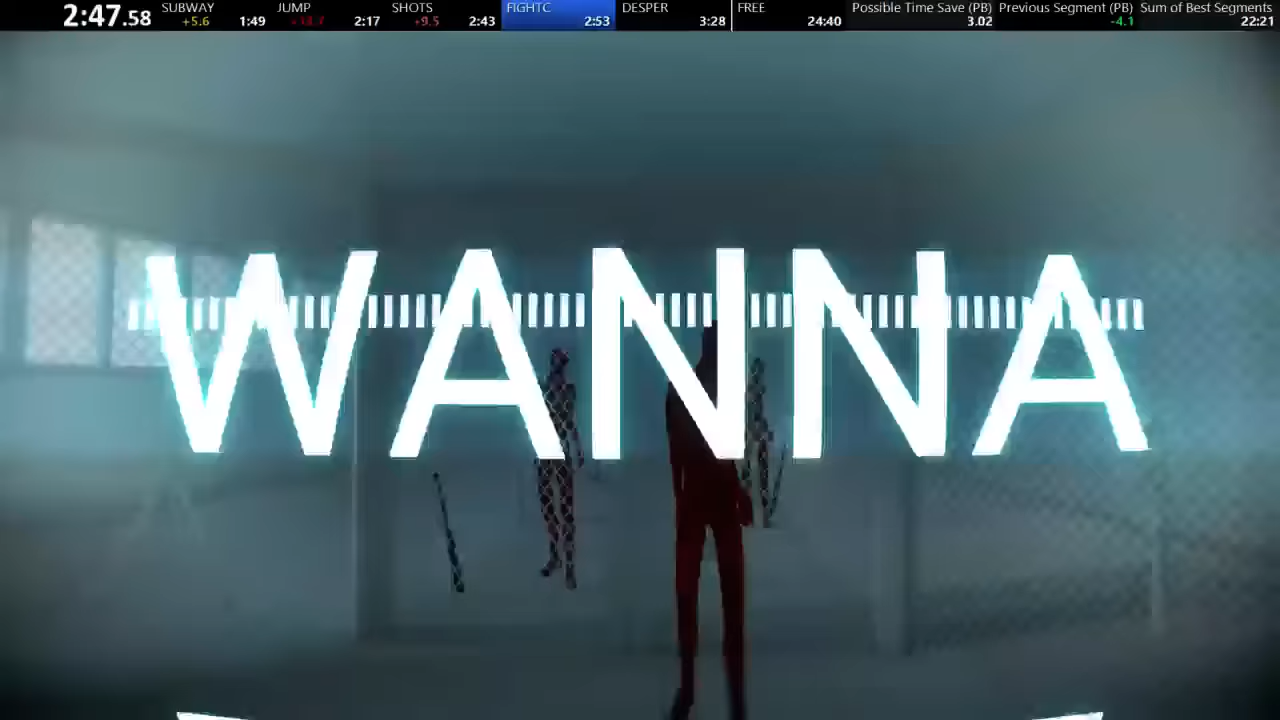 2:47.58 SUBWAY JUMP SHOTS FIGHTC DESPER FREE Possible Time Save (PB) Previous Segment (PB) Sum of Best Segments
+5.6 1:49 +10.7 2:17 +9.5 2:43 2:53 3:28 24:40 3.02 -4.1 22:21
WANNA